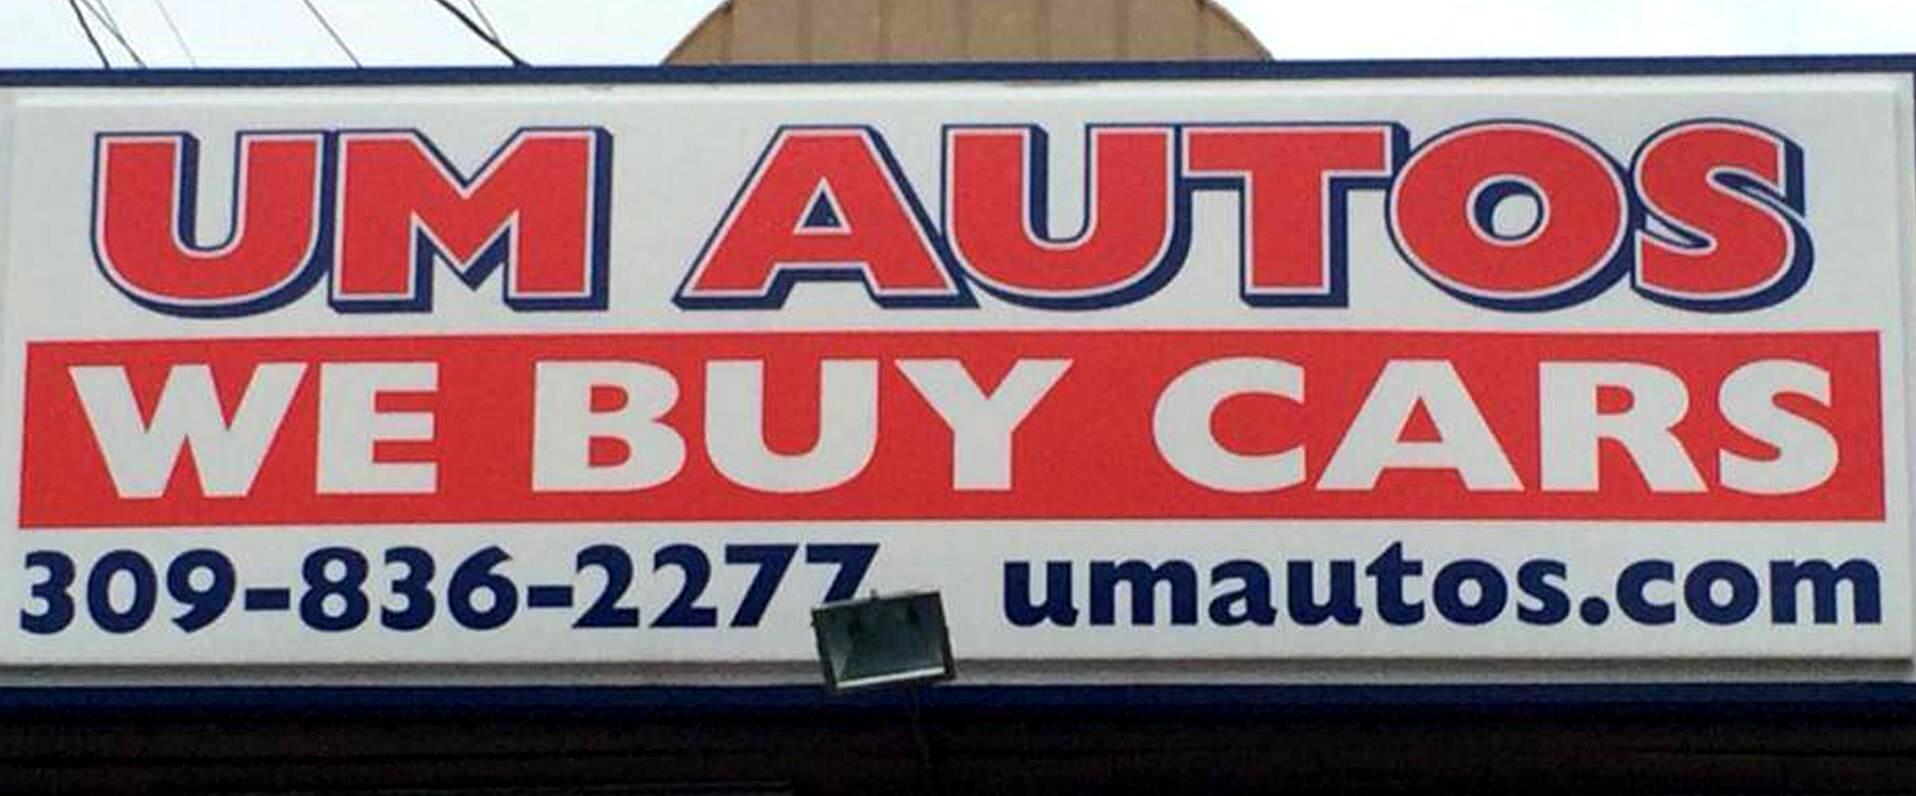 UM AUTOS
WE BUY CARS
309-836-2277 umautos.com